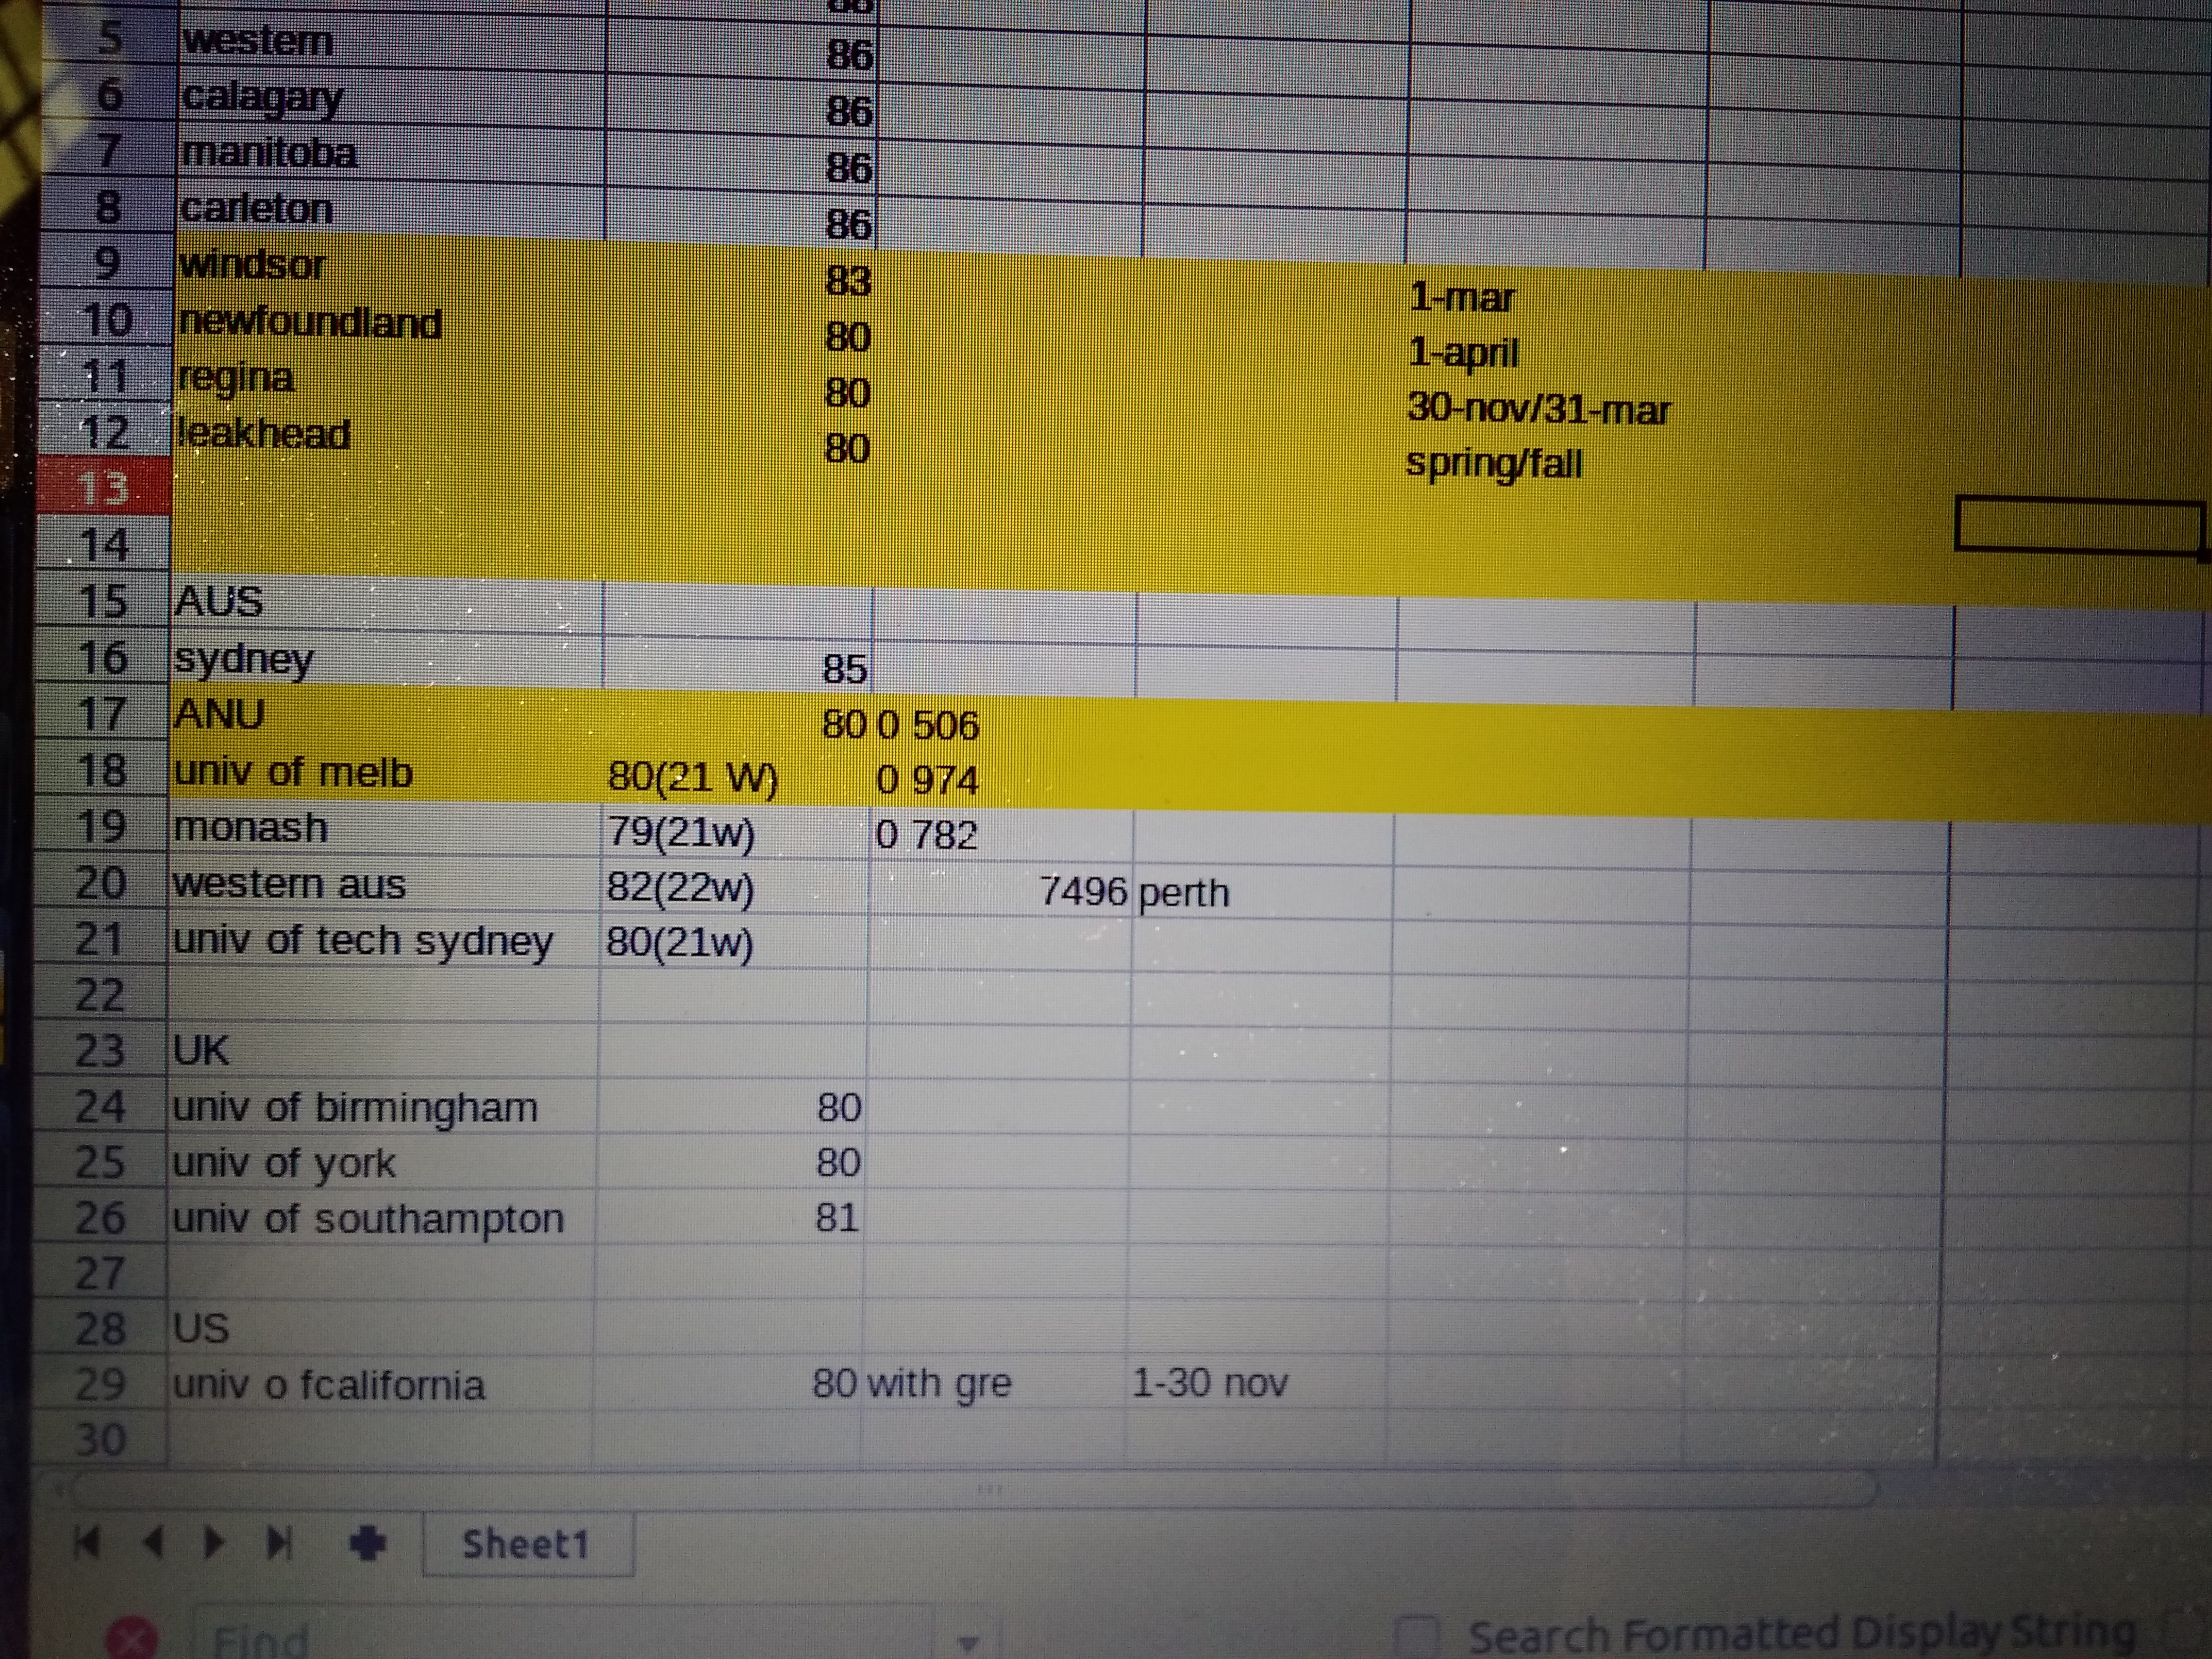 5 western 86
6 calagary 86
7 manitoba 86
8 carleton 86
9 windsor 83 1-mar
10 newfoundland 80 1-april
11 regina 80 30-nov/31-mar
12 leakhead 80 spring/fall
13
14
15 AUS
16 sydney 85
17 ANU 80 0 506
18 univ of melb 80(21 W) 0 974
19 monash 79(21w) 0 782
20 western aus 82(22w) 7496 perth
21 univ of tech sydney 80(21w)
22
23 UK
24 univ of birmingham 80
25 univ of york 80
26 univ of southampton 81
27
28 US
29 univ o fcalifornia 80 with gre 1-30 nov
30
Sheet1
Find Search Formatted Display String